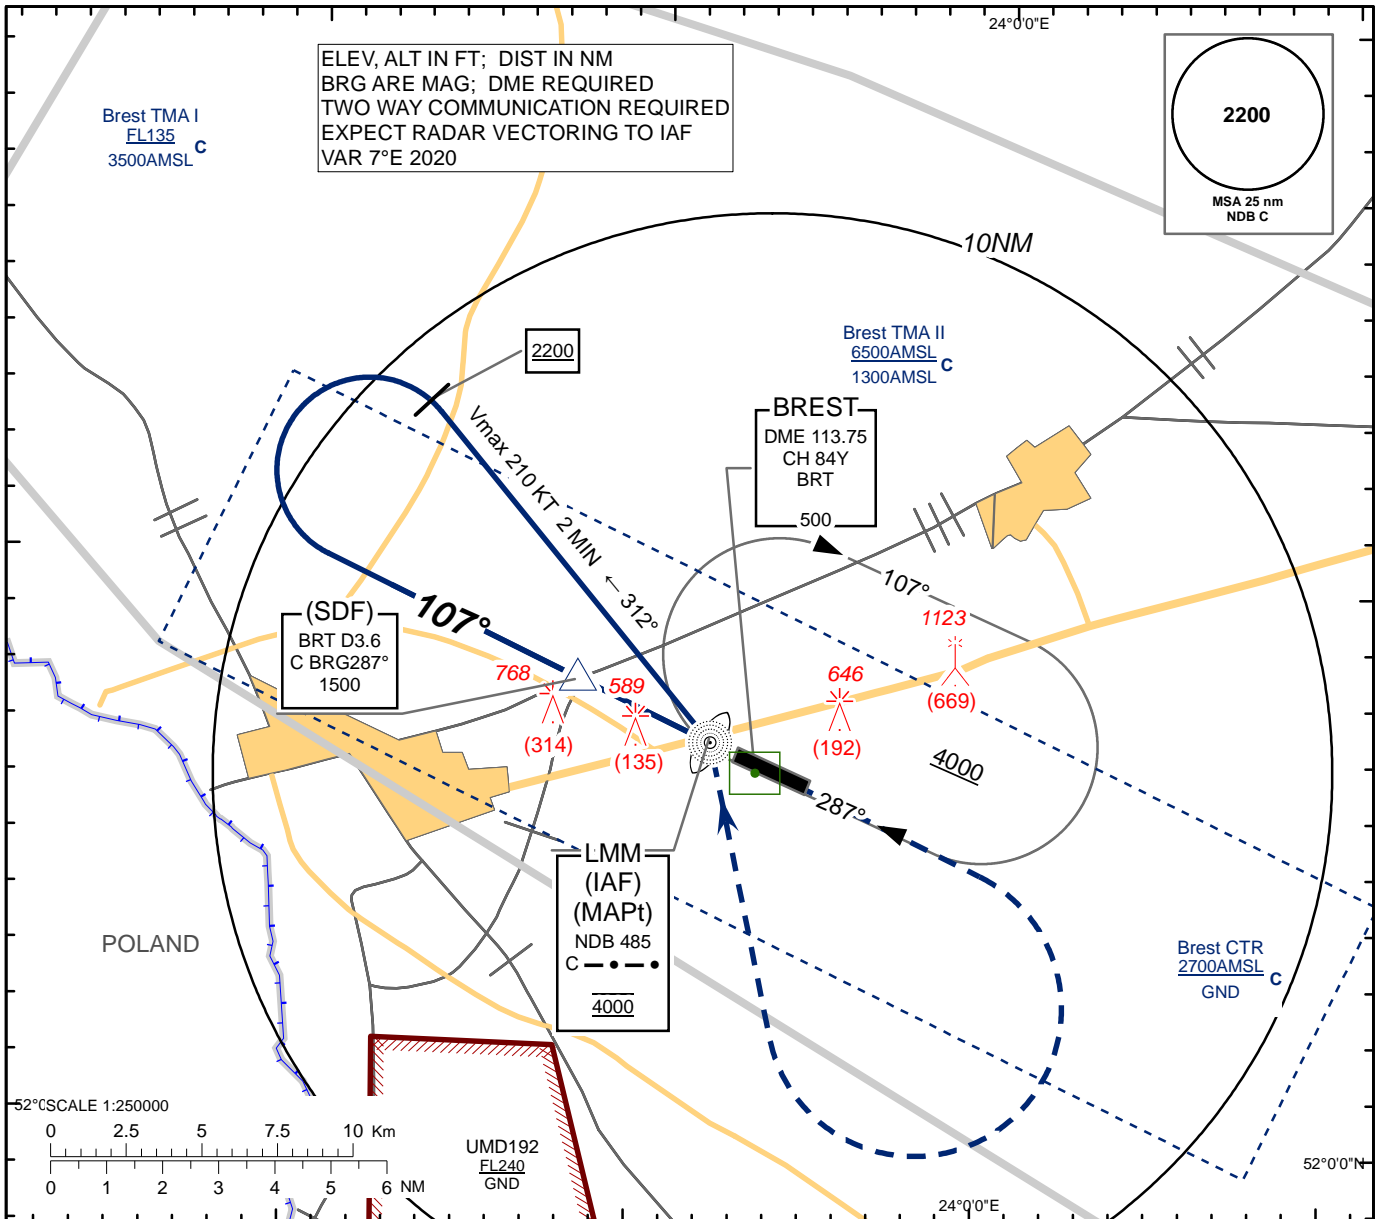 24°0'0"E
ELEV, ALT IN FT; DIST IN NM
BRG ARE MAG; DME REQUIRED
TWO WAY COMMUNICATION REQUIRED
EXPECT RADAR VECTORING TO IAF
VAR 7°E 2020
2200
MSA 25 nm
NDB C
Brest TMA I
FL135
3500AMSL
C
10NM
Brest TMA II
6500AMSL
1300AMSL
C
2200
BREST
DME 113.75
CH 84Y
BRT
500
Vmax 210 KT 2 MIN ← 312°
107°
107°
(SDF)
BRT D3.6
C BRG287°
1500
1123
(669)
768
(314)
589
(135)
646
(192)
4000
287°
LMM
(IAF)
(MAPt)
NDB 485
C
4000
POLAND
Brest CTR
2700AMSL
GND
C
52°0
SCALE 1:250000
0 2.5 5 7.5 10 Km
0 1 2 3 4 5 6 NM
UMD192
FL240
GND
52°0'0"N
24°0'0"E